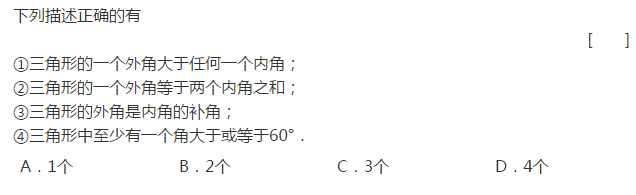 下列描述正确的有
[ ]
①三角形的一个外角大于任何一个内角；
②三角形的一个外角等于两个内角之和；
③三角形的外角是内角的补角；
④三角形中至少有一个角大于或等于60°．
A．1个 B．2个 C．3个 D．4个